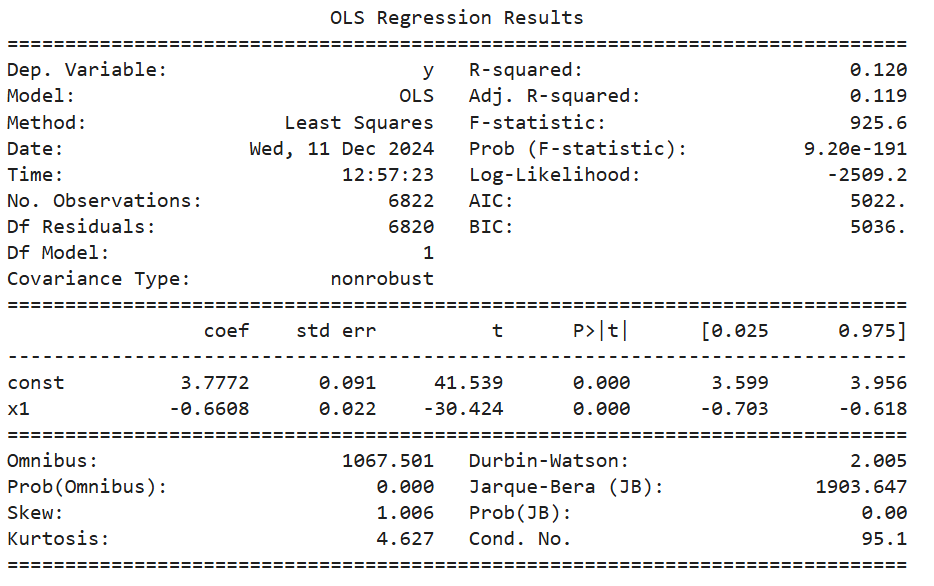 OLS Regression Results
==============================================================================
Dep. Variable:                      y   R-squared:                       0.120
Model:                            OLS   Adj. R-squared:                  0.119
Method:                 Least Squares   F-statistic:                     925.6
Date:                Wed, 11 Dec 2024   Prob (F-statistic):          9.20e-191
Time:                        12:57:23   Log-Likelihood:                -2509.2
No. Observations:                6822   AIC:                             5022.
Df Residuals:                    6820   BIC:                             5036.
Df Model:                           1
Covariance Type:            nonrobust
==============================================================================
                 coef    std err          t      P>|t|      [0.025      0.975]
------------------------------------------------------------------------------
const          3.7772      0.091     41.539      0.000       3.599       3.956
x1            -0.6608      0.022    -30.424      0.000      -0.703      -0.618
==============================================================================
Omnibus:                     1067.501   Durbin-Watson:                   2.005
Prob(Omnibus):                  0.000   Jarque-Bera (JB):             1903.647
Skew:                           1.006   Prob(JB):                         0.00
Kurtosis:                       4.627   Cond. No.                         95.1
==============================================================================